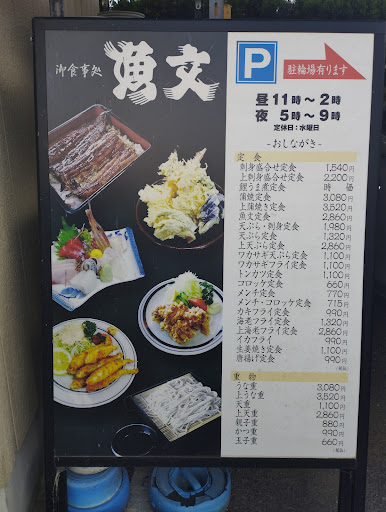 御食事処
魚文
P
駐輪場有ります
昼 11時～2時
夜 5時～9時
定休日：水曜日
-おしながき-
定食
刺身盛合せ定食 1,540円
上刺身盛合せ定食 2,200円
鯉うま煮定食 時価
蒲焼定食 3,080円
上蒲焼き定食 3,520円
魚文定食 2,860円
天ぷら・刺身定食 1,980円
天ぷら定食 1,320円
上天ぷら定食 2,860円
ワカサギ天ぷら定食 1,100円
ワカサギフライ定食 1,100円
トンカツ定食 1,100円
コロッケ定食 660円
メンチ定食 770円
メンチ・コロッケ定食 715円
カキフライ定食 990円
海老フライ定食 1,320円
上海老フライ定食 2,860円
イカフライ 990円
生姜焼き定食 1,100円
唐揚げ定食 990円
(税込)
重物
うな重 3,080円
上うな重 3,520円
天重 1,100円
上天重 2,860円
親子重 880円
かつ重 990円
玉子重 660円
(税込)